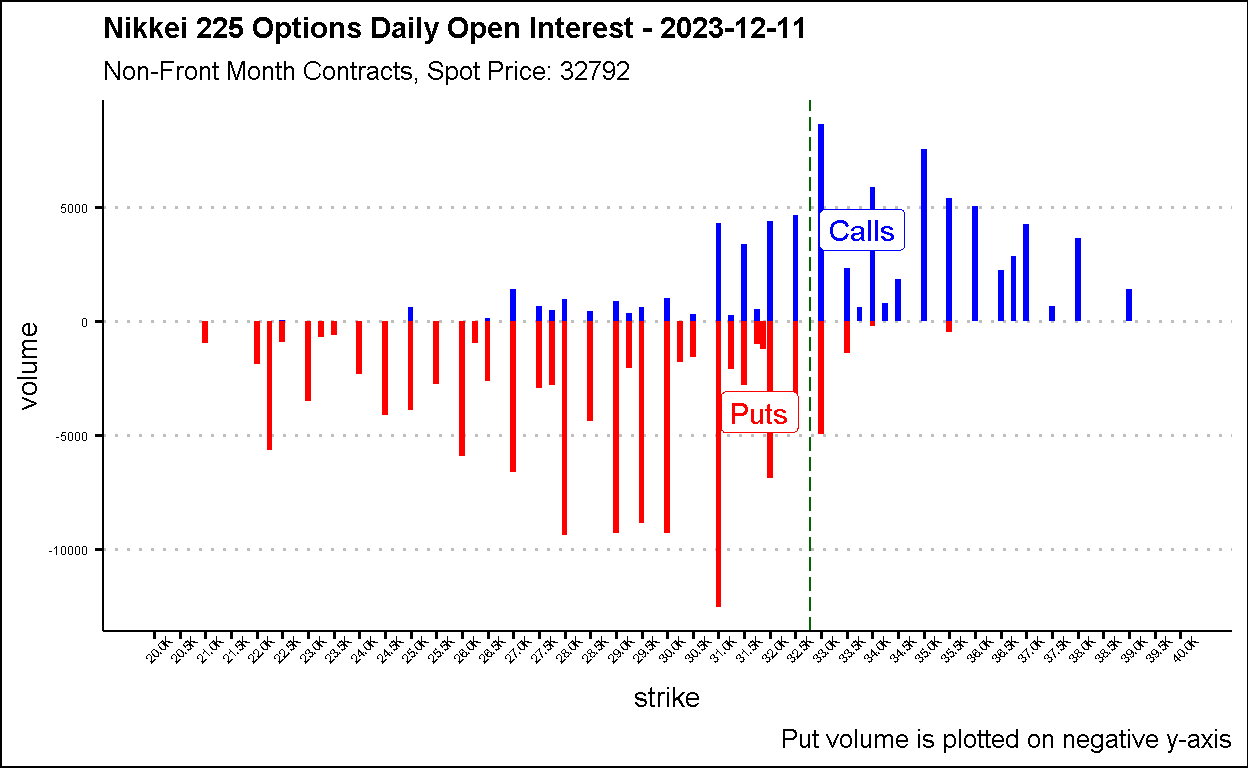 Nikkei 225 Options Daily Open Interest - 2023-12-11
Non-Front Month Contracts, Spot Price: 32792
5000
0
-5000
-10000
volume
Calls
Puts
20.0K
20.5K
21.0K
21.5K
22.0K
22.5K
23.0K
23.5K
24.0K
24.5K
25.0K
25.5K
26.0K
26.5K
27.0K
27.5K
28.0K
28.5K
29.0K
29.5K
30.0K
30.5K
31.0K
31.5K
32.0K
32.5K
33.0K
33.5K
34.0K
34.5K
35.0K
35.5K
36.0K
36.5K
37.0K
37.5K
38.0K
38.5K
39.0K
39.5K
40.0K
strike
Put volume is plotted on negative y-axis